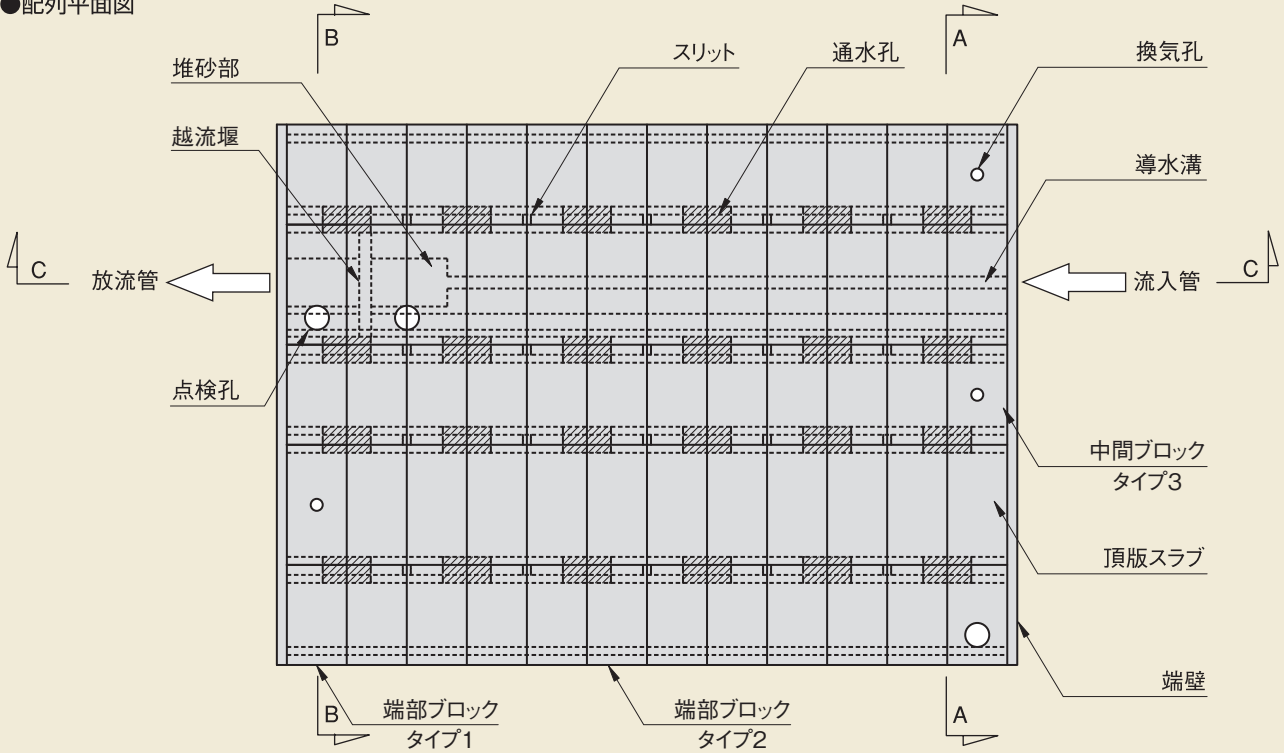 ●配列平面図
B
A
スリット
通水孔
換気孔
堆砂部
越流堰
導水溝
C
放流管
流入管
C
点検孔
中間ブロック
タイプ3
頂版スラブ
端壁
B
端部ブロック
タイプ1
端部ブロック
タイプ2
A